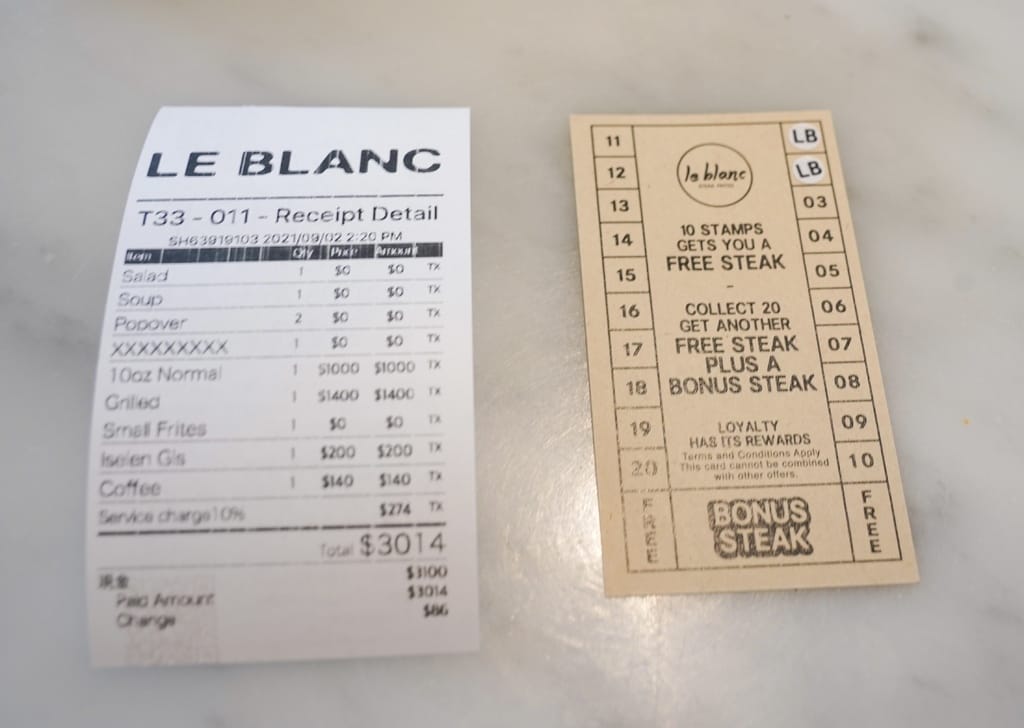 LE BLANC
T33 - 011 - Receipt Detail
SH63919103 2021/09/02 2:20 PM
Item Qty Price Amount
Salad 1 $0 $0 TX
Soup 1 $0 $0 TX
Popover 2 $0 $0 TX
XXXXXXXXX 1 $0 $0 TX
10oz Normal 1 $1000 $1000 TX
Grilled 1 $1400 $1400 TX
Small Frites 1 $0 $0 TX
Gls 1 $200 $200 TX
Coffee 1 $140 $140 TX
Service charge10% $274 TX
Total $3014
現金 $3100
Paid Amount $3014
Change $86
11
12
13
14
15
16
17
18
19
20
FREE
le blanc
STEAK FRITES
10 STAMPS
GETS YOU A
FREE STEAK
-
COLLECT 20
GET ANOTHER
FREE STEAK
PLUS A
BONUS STEAK
LOYALTY
HAS ITS REWARDS
Terms and Conditions Apply
This card cannot be combined
with other offers.
BONUS
STEAK
LB
LB
03
04
05
06
07
08
09
10
FREE